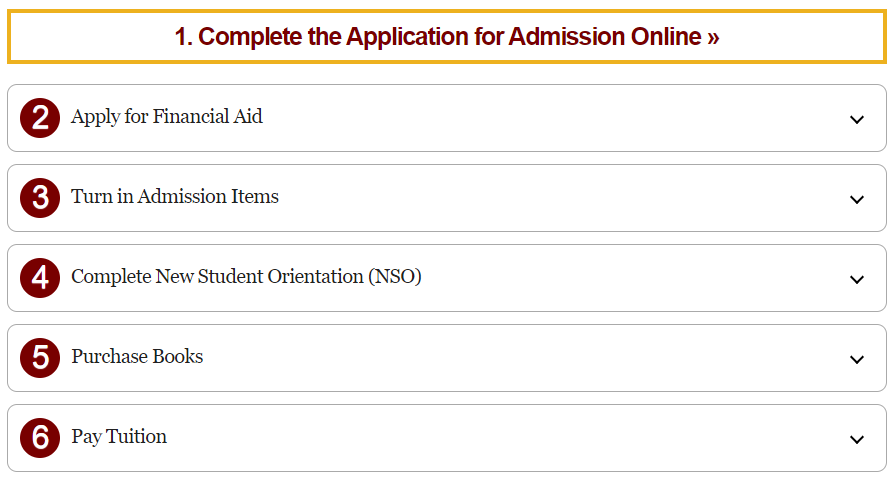 1. Complete the Application for Admission Online »
2 Apply for Financial Aid
3 Turn in Admission Items
4 Complete New Student Orientation (NSO)
5 Purchase Books
6 Pay Tuition